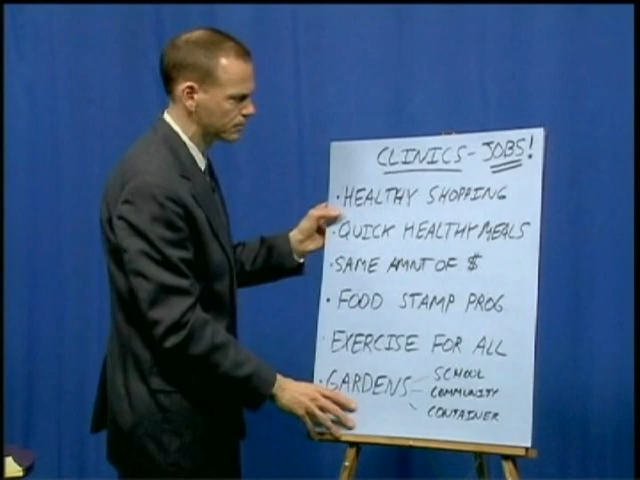 CLINICS - JOBS!
• HEALTHY SHOPPING
• QUICK HEALTHY MEALS
• SAME AMNT OF $
• FOOD STAMP PROG
• EXERCISE FOR ALL
• GARDENS - SCHOOL
- COMMUNITY
- CONTAINER